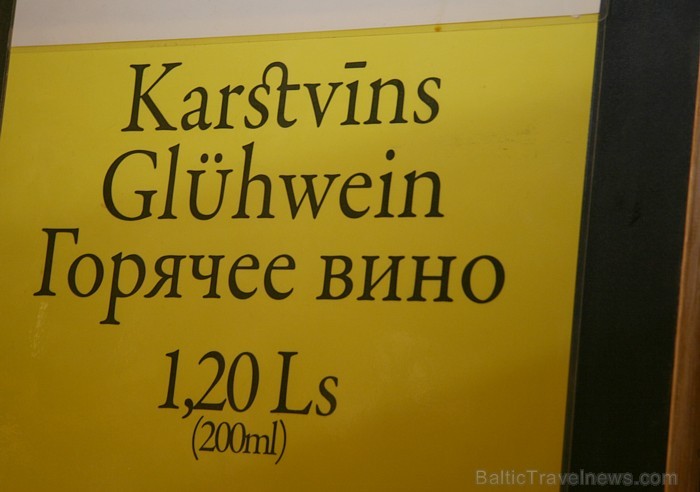 Karstvīns
Glühwein
Горячее вино
1,20 Ls
(200ml)
BalticTravelnews.com